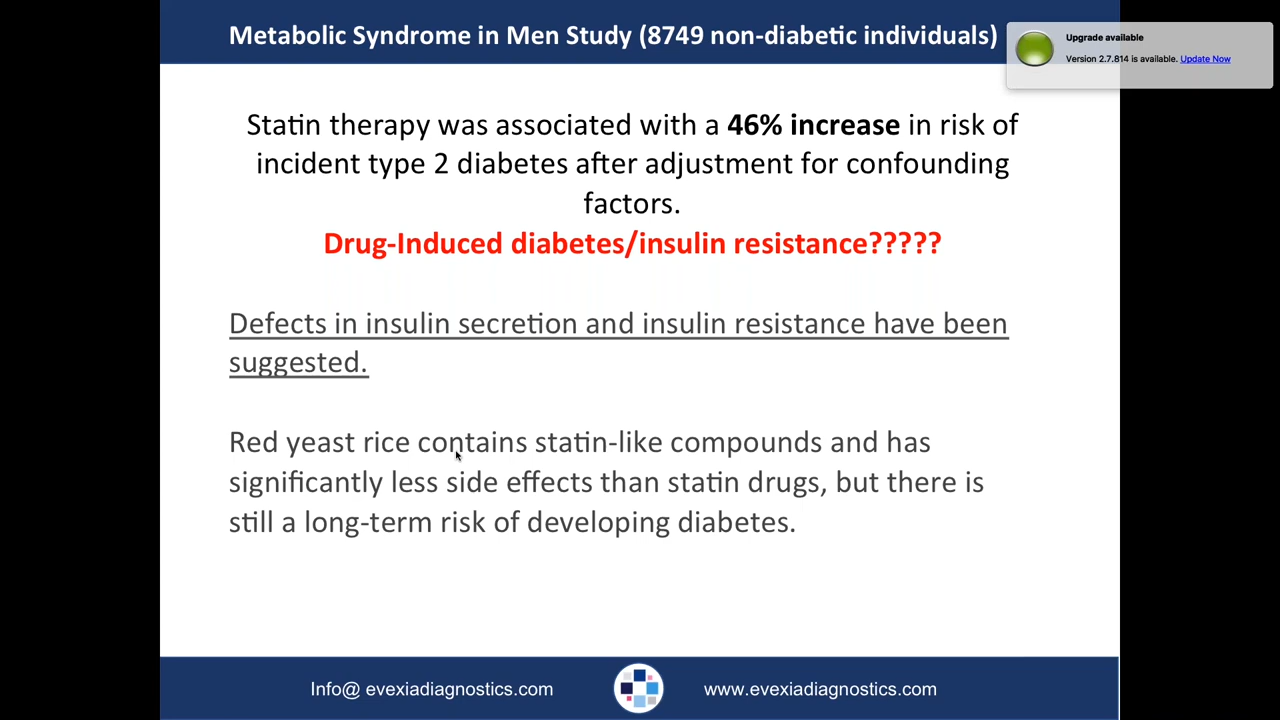 Metabolic Syndrome in Men Study (8749 non-diabetic individuals)
Upgrade available
Version 2.7.814 is available. Update Now
Statin therapy was associated with a 46% increase in risk of
incident type 2 diabetes after adjustment for confounding
factors.
Drug-Induced diabetes/insulin resistance?????
Defects in insulin secretion and insulin resistance have been
suggested.
Red yeast rice contains statin-like compounds and has
significantly less side effects than statin drugs, but there is
still a long-term risk of developing diabetes.
Info@ evexiadiagnostics.com
www.evexiadiagnostics.com